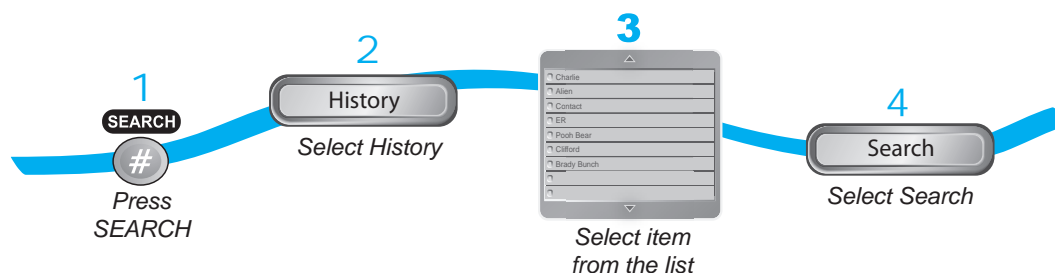 1
SEARCH
#
Press
SEARCH
2
History
Select History
3
Charlie
Alien
Contact
ER
Pooh Bear
Clifford
Brady Bunch
Select item
from the list
4
Search
Select Search